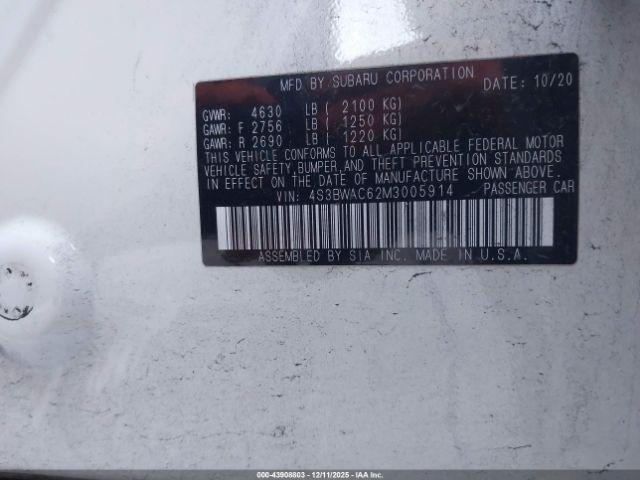 MFD BY SUBARU CORPORATION DATE: 10/20
GVWR: 4630 LB ( 2100 KG)
GAWR: F 2756 LB ( 1250 KG)
GAWR: R 2690 LB ( 1220 KG)
THIS VEHICLE CONFORMS TO ALL APPLICABLE FEDERAL MOTOR
VEHICLE SAFETY, BUMPER, AND THEFT PREVENTION STANDARDS
IN EFFECT ON THE DATE OF MANUFACTURE SHOWN ABOVE.
VIN: 4S3BWAC62M3005914 PASSENGER CAR
ASSEMBLED BY SIA INC. MADE IN U.S.A.
000-43908803 - 12/11/2025 - IAAI.COM